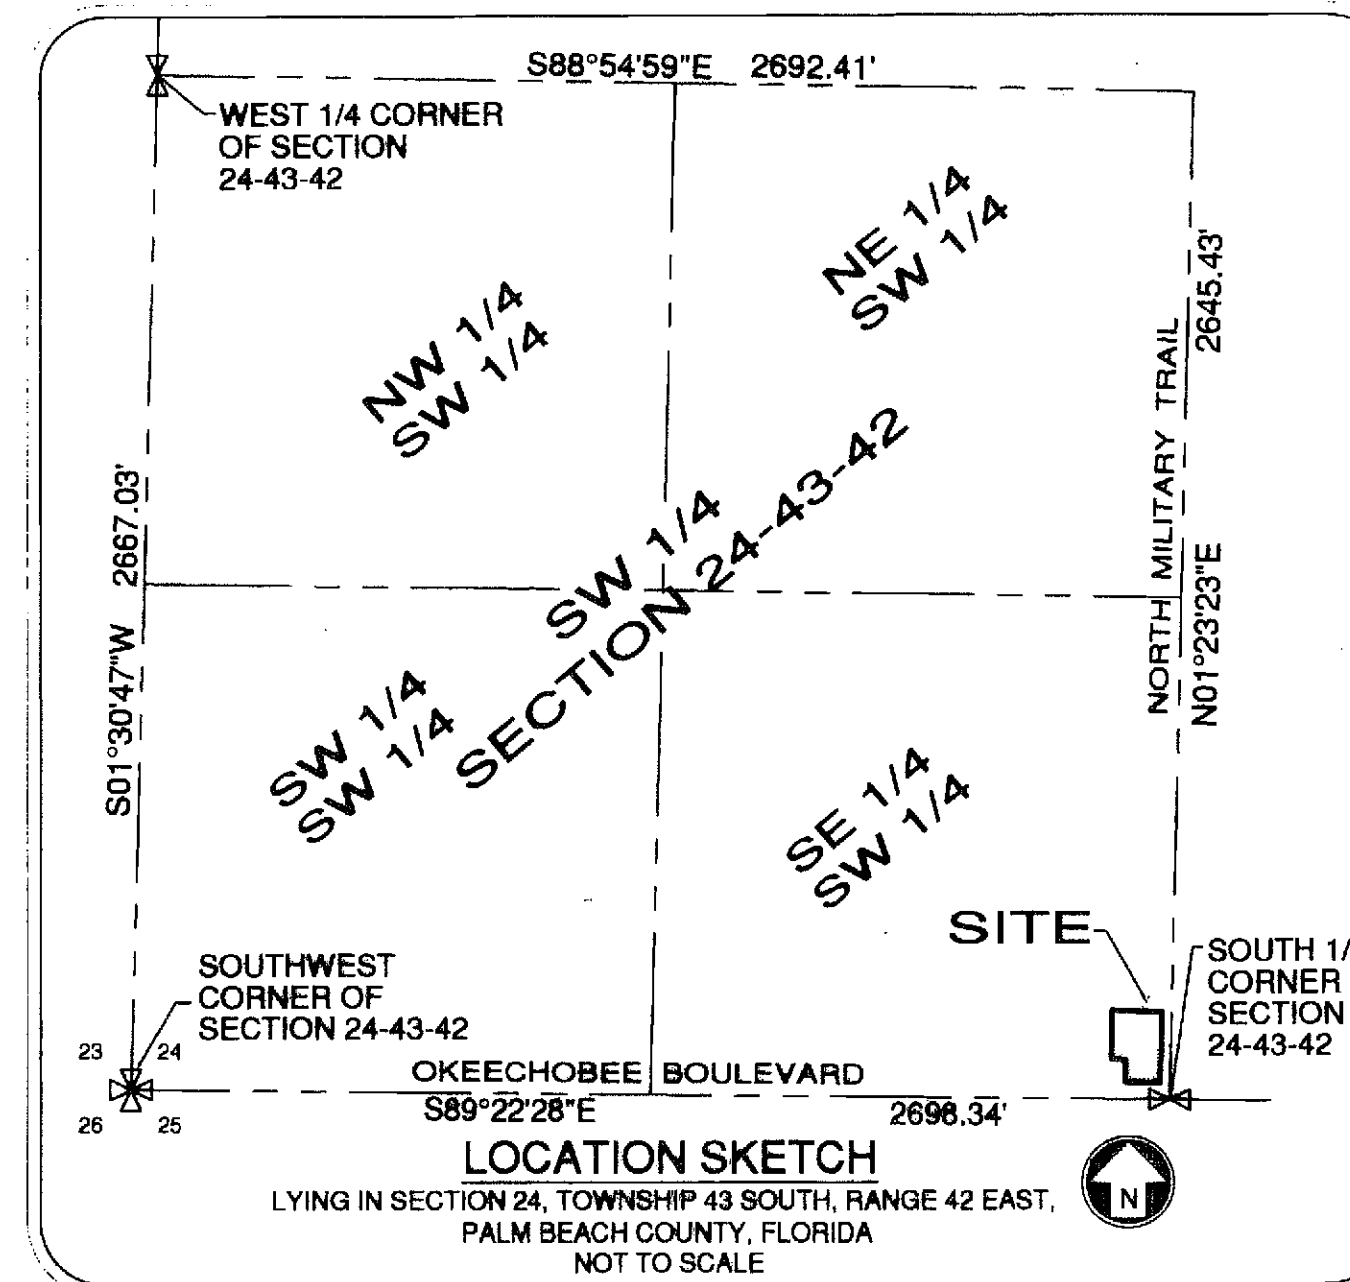 S88°54'59"E 2692.41'
WEST 1/4 CORNER
OF SECTION
24-43-42
NE 1/4
SW 1/4
NW 1/4
SW 1/4
2645.43'
NORTH MILITARY TRAIL
N01°23'23"E
S01°30'47"W 2667.03'
SW 1/4
SECTION 24-43-42
SW 1/4
SW 1/4
SE 1/4
SW 1/4
SITE
SOUTH 1/
CORNER
SECTION
24-43-42
SOUTHWEST
CORNER OF
SECTION 24-43-42
23 24
26 25
OKEECHOBEE BOULEVARD
S89°22'28"E 2698.34'
LOCATION SKETCH
LYING IN SECTION 24, TOWNSHIP 43 SOUTH, RANGE 42 EAST,
PALM BEACH COUNTY, FLORIDA
NOT TO SCALE
N